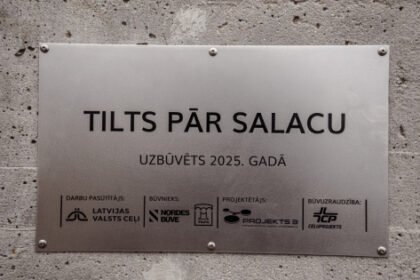 TILTS PĀR SALACU
UZBŪVĒTS 2025. GADĀ
DARBU PASŪTĪTĀJS:
LATVIJAS
VALSTS CEĻI
BŪVNIEKS:
NORDES
BŪVE
PROJEKTĒTĀJS:
PROJEKTS 3
BŪVUZRAUDZĪBA:
TCP
CEĻUPROJEKTS